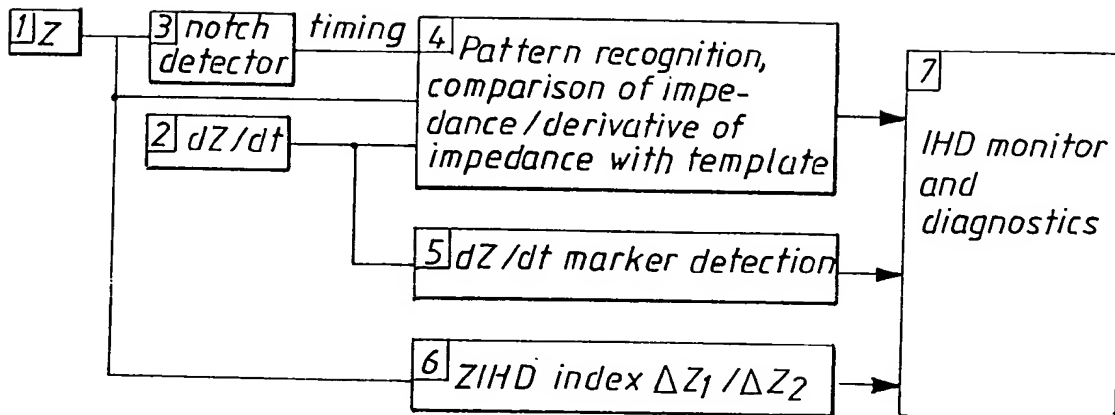 1 Z
3 notch
detector
timing
4 Pattern recognition,
comparison of impe-
dance/derivative of
impedance with template
2 dZ/dt
5 dZ/dt marker detection
6 ZIHD index ΔZ1/ΔZ2
7
IHD monitor
and
diagnostics